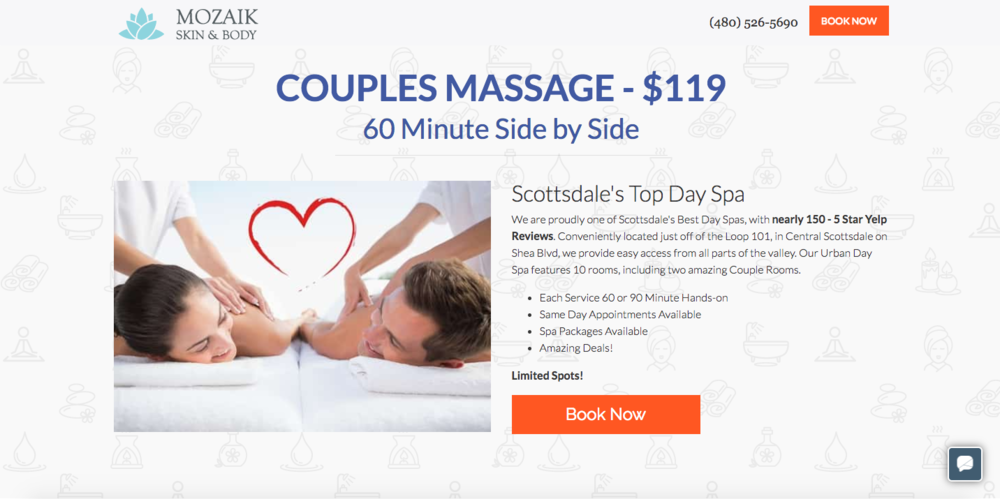 MOZAIK
SKIN & BODY
(480) 526-5690
BOOK NOW
COUPLES MASSAGE - $119
60 Minute Side by Side
Scottsdale's Top Day Spa
We are proudly one of Scottsdale's Best Day Spas, with nearly 150 - 5 Star Yelp
Reviews. Conveniently located just off of the Loop 101, in Central Scottsdale on
Shea Blvd, we provide easy access from all parts of the valley. Our Urban Day
Spa features 10 rooms, including two amazing Couple Rooms.
• Each Service 60 or 90 Minute Hands-on
• Same Day Appointments Available
• Spa Packages Available
• Amazing Deals!
Limited Spots!
Book Now